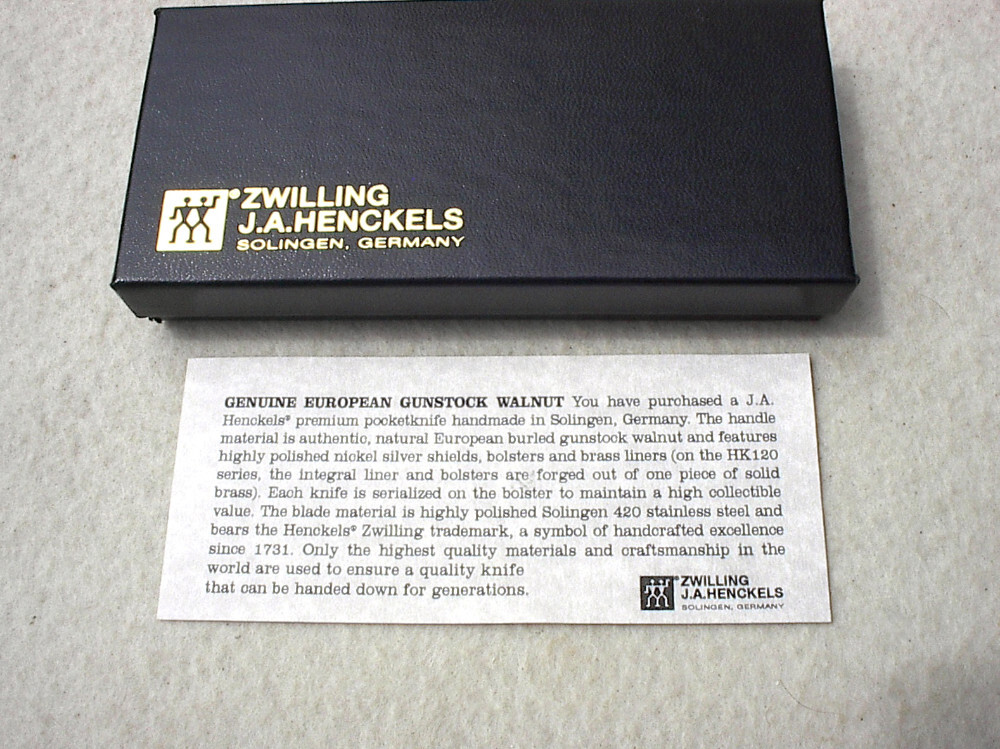 ZWILLING
J.A.HENCKELS
SOLINGEN, GERMANY
GENUINE EUROPEAN GUNSTOCK WALNUT You have purchased a J.A.
Henckels® premium pocketknife handmade in Solingen, Germany. The handle
material is authentic, natural European burled gunstock walnut and features
highly polished nickel silver shields, bolsters and brass liners (on the HK120
series, the integral liner and bolsters are forged out of one piece of solid
brass). Each knife is serialized on the bolster to maintain a high collectible
value. The blade material is highly polished Solingen 420 stainless steel and
bears the Henckels® Zwilling trademark, a symbol of handcrafted excellence
since 1731. Only the highest quality materials and craftsmanship in the
world are used to ensure a quality knife
that can be handed down for generations.
ZWILLING
J.A.HENCKELS
SOLINGEN, GERMANY